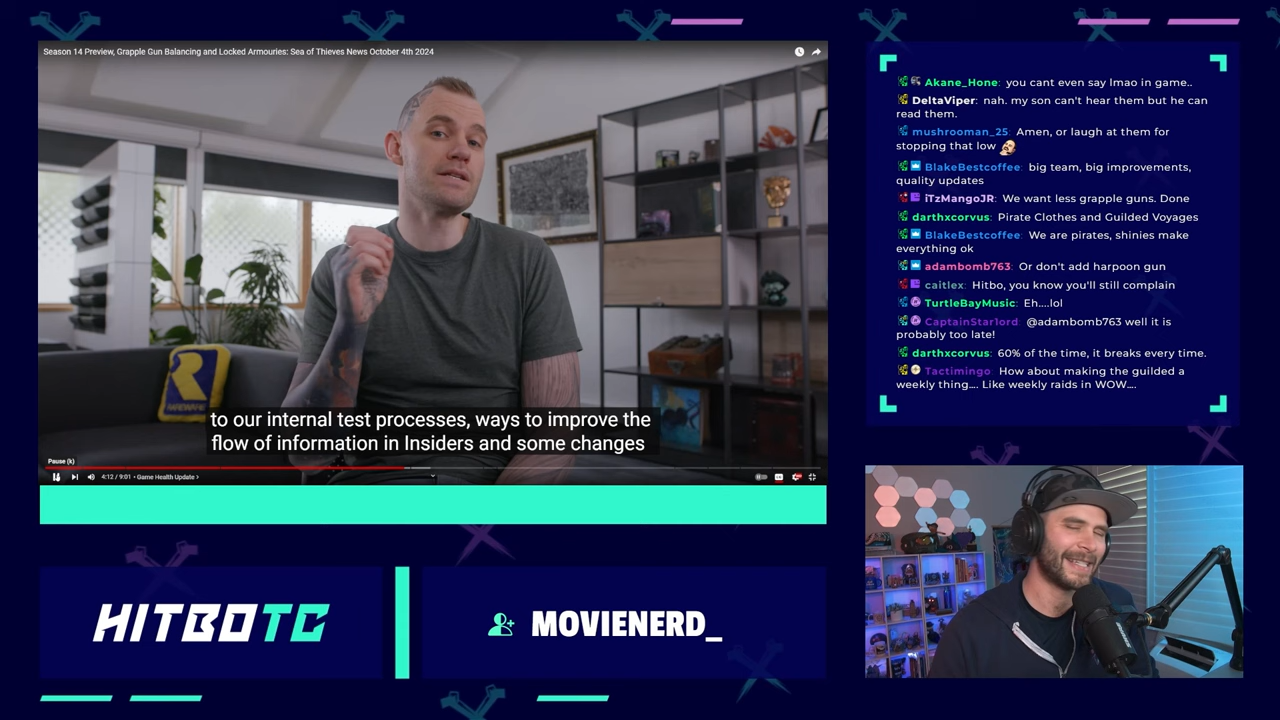 Season 14 Preview, Grapple Gun Balancing and Locked Armouries: Sea of Thieves News October 4th 2024
R
HARDWARE
to our internal test processes, ways to improve the
flow of information in Insiders and some changes
Pause (k)
4:12 / 9:01 • Game Health Update >
Akane_Hone: you cant even say lmao in game..
DeltaViper: nah. my son can't hear them but he can
read them.
mushrooman_25: Amen, or laugh at them for
stopping that low
BlakeBestcoffee: big team, big improvements,
quality updates
iTzMangoJR: We want less grapple guns. Done
darthxcorvus: Pirate Clothes and Guilded Voyages
BlakeBestcoffee: We are pirates, shinies make
everything ok
adambomb763: Or don't add harpoon gun
caitlex: Hitbo, you know you'll still complain
TurtleBayMusic: Eh....lol
CaptainStar1ord: @adambomb763 well it is
probably too late!
darthxcorvus: 60% of the time, it breaks every time.
Tactimingo: How about making the guilded a
weekly thing.... Like weekly raids in WOW....
HITBOTC
MOVIENERD_